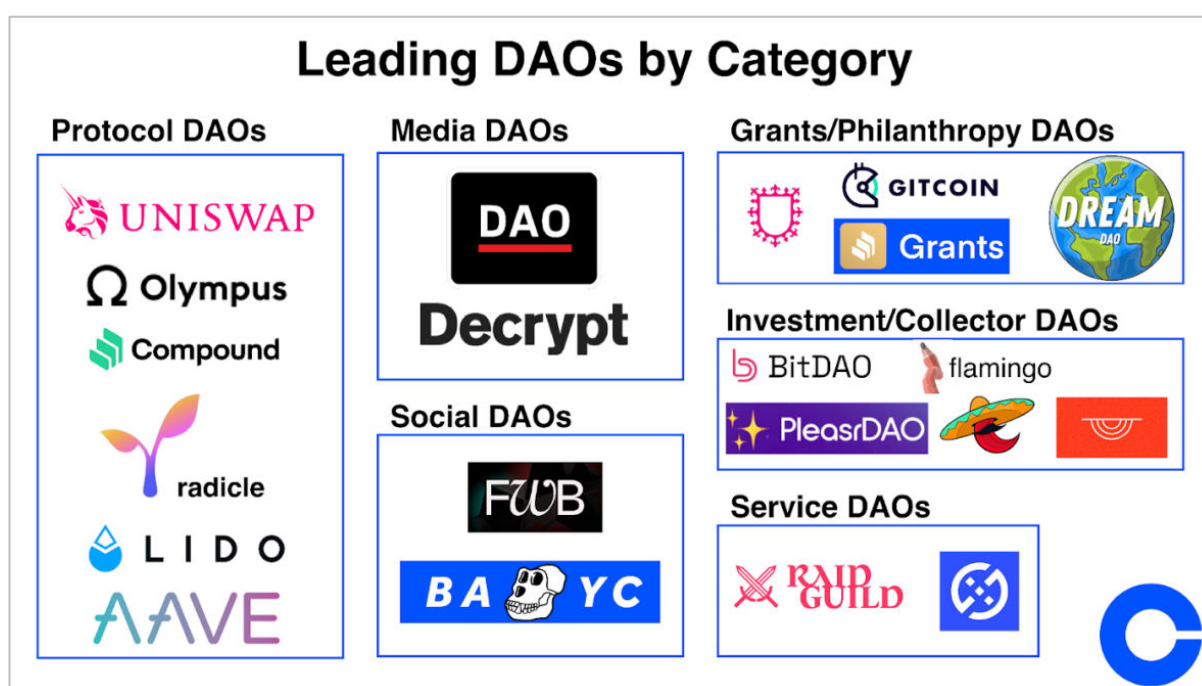 Leading DAOs by Category
Protocol DAOs
UNISWAP
Olympus
Compound
radicle
LIDO
AAVE
Media DAOs
DAO
Decrypt
Social DAOs
FWB
BA YC
Grants/Philanthropy DAOs
GITCOIN
Grants
DREAM
DAO
Investment/Collector DAOs
BitDAO
flamingo
PleasrDAO
Service DAOs
RAID
GUILD